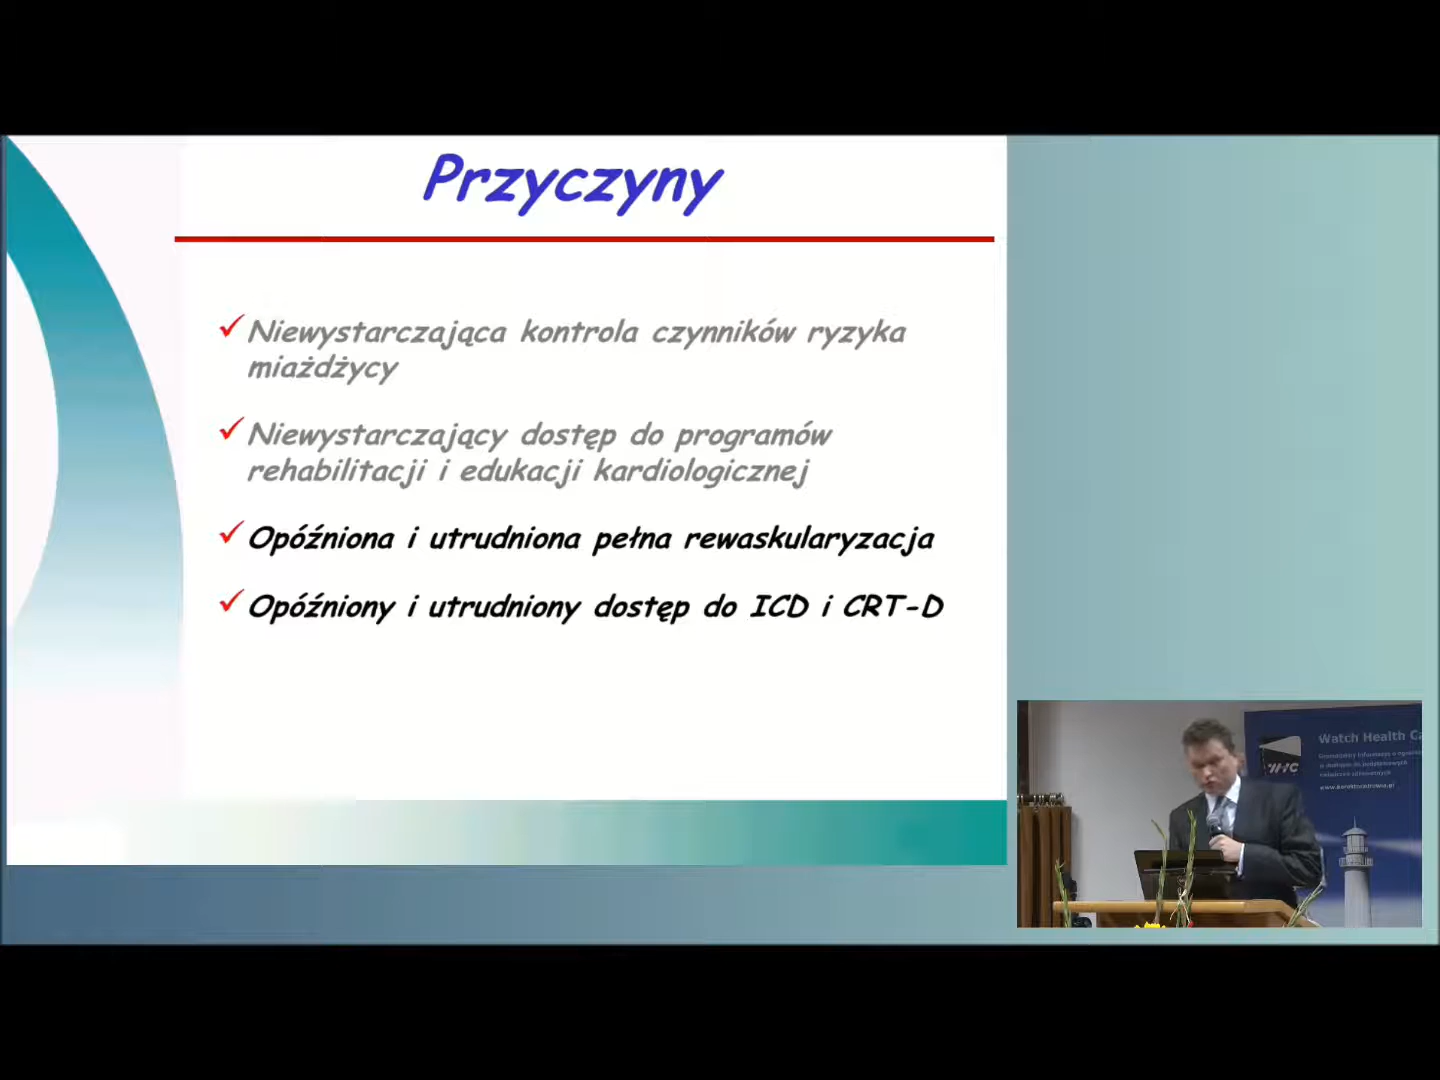 Przyczyny
Niewystarczająca kontrola czynników ryzyka
miażdżycy
Niewystarczający dostęp do programów
rehabilitacji i edukacji kardiologicznej
Opóźniona i utrudniona pełna rewaskularyzacja
Opóźniony i utrudniony dostęp do ICD i CRT-D
Watch Health Ca
WHC